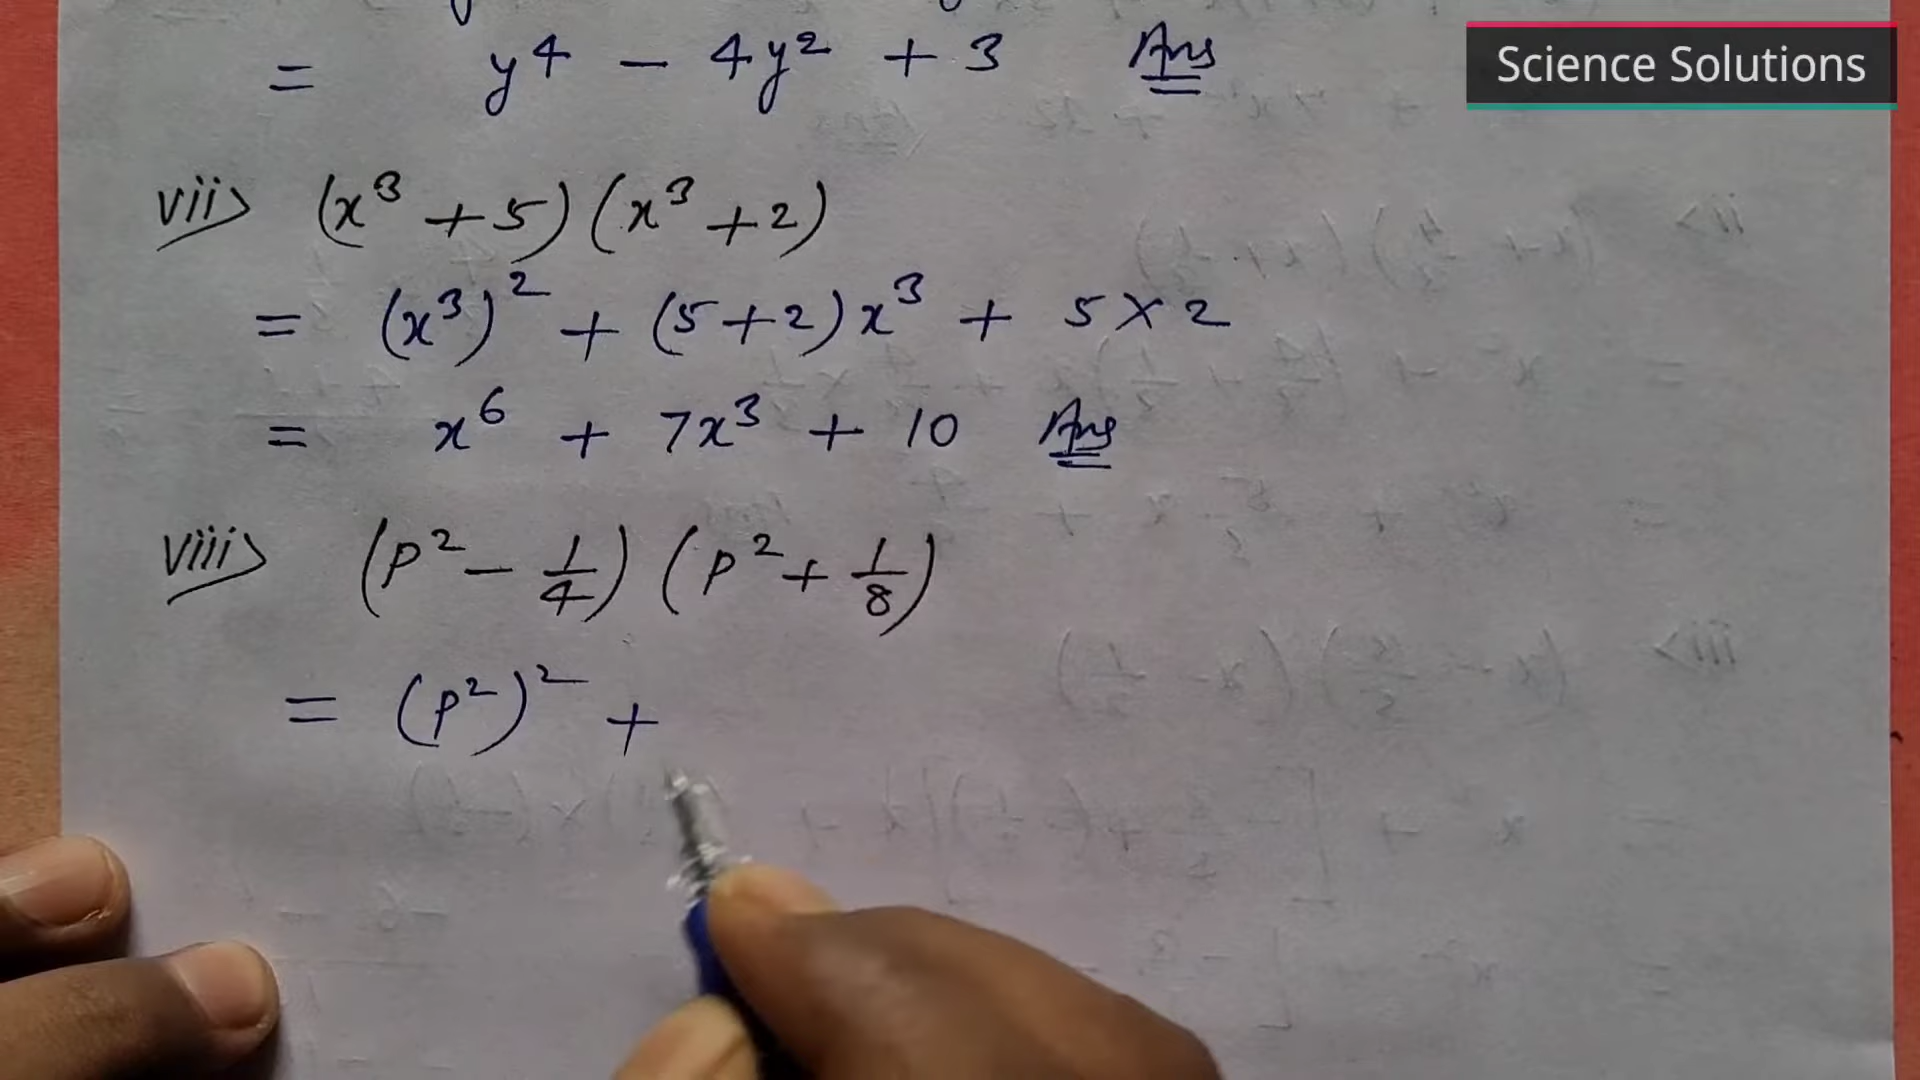 = y⁴ - 4y² + 3 Ans
Science Solutions
vii> (x³ + 5) (x³ + 2)
= (x³)² + (5+2) x³ + 5 × 2
= x⁶ + 7x³ + 10 Ans
viii> (p² - 1/4) (p² + 1/8)
= (p²)² +